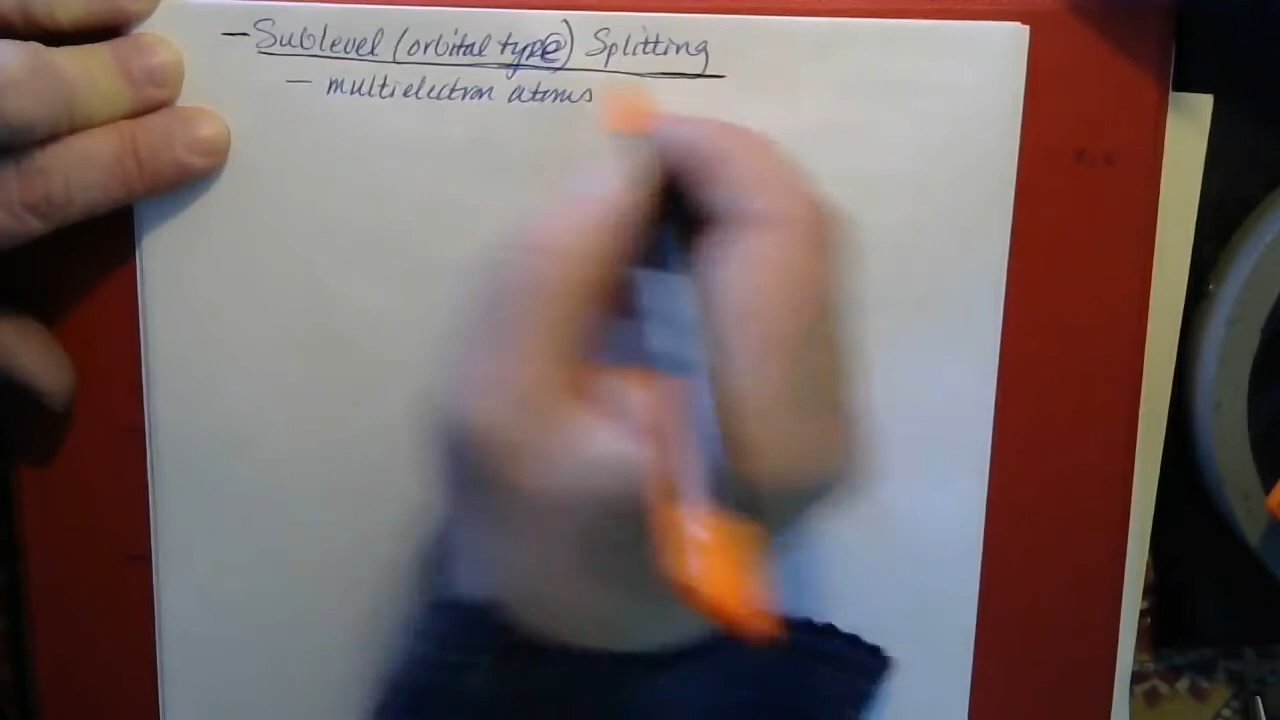 — Sublevel (orbital type) Splitting
— multielectron atoms